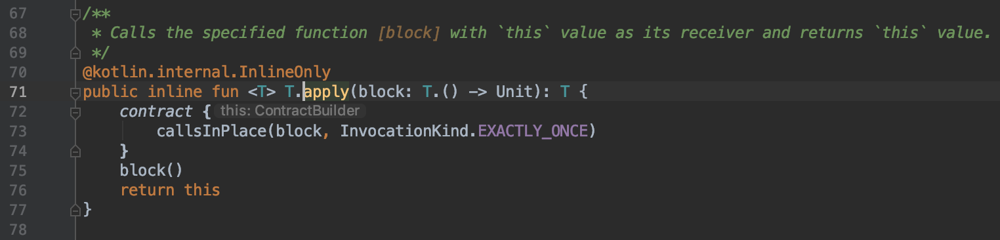 67 /**
68  * Calls the specified function [block] with `this` value as its receiver and returns `this` value.
69  */
70 @kotlin.internal.InlineOnly
71 public inline fun <T> T.apply(block: T.() -> Unit): T {
72     contract { this: ContractBuilder
73         callsInPlace(block, InvocationKind.EXACTLY_ONCE)
74     }
75     block()
76     return this
77 }
78